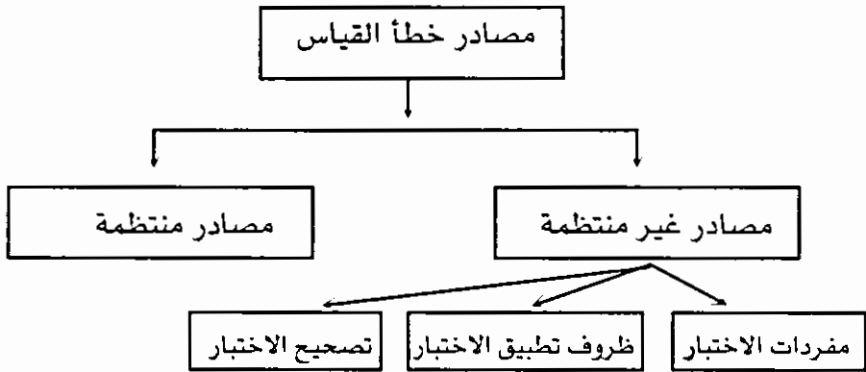 مصادر خطأ القياس
مصادر غير منتظمة
مصادر منتظمة
مفردات الاختبار
ظروف تطبيق الاختبار
تصحيح الاختبار